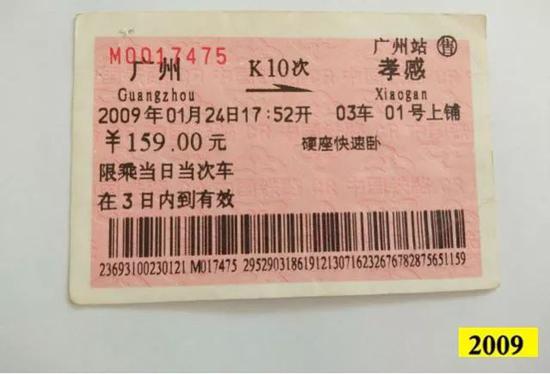 M0017475 广州站 售
广州 K10次 孝感
Guangzhou Xiaogan
2009年01月24日17:52开 03车 01号上铺
￥159.00元 硬座快速卧
限乘当日当次车
在3日内到有效
23693100230121 M017475 29529031861912130716232676782875651159
2009